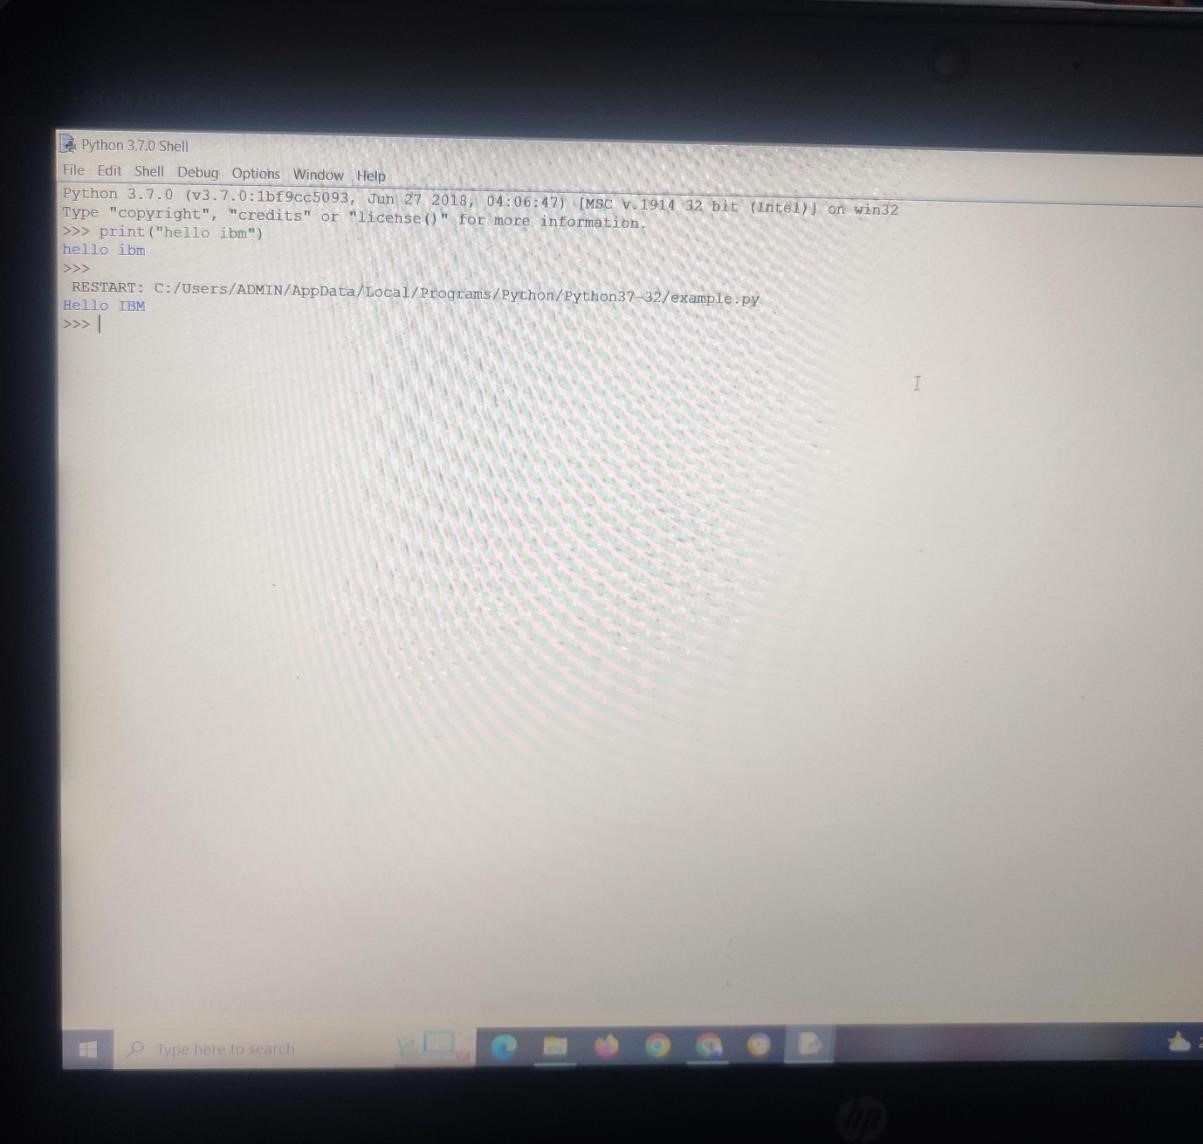 Python 3.7.0 Shell
File Edit Shell Debug Options Window Help
Python 3.7.0 (v3.7.0:1bf9cc5093, Jun 27 2018, 04:06:47) [MSC v.1914 32 bit (Intel)] on win32
Type "copyright", "credits" or "license()" for more information.
>>> print("hello ibm")
hello ibm
>>>
RESTART: C:/Users/ADMIN/AppData/Local/Programs/Python/Python37-32/example.py
Hello IBM
>>>
Type here to search
hp